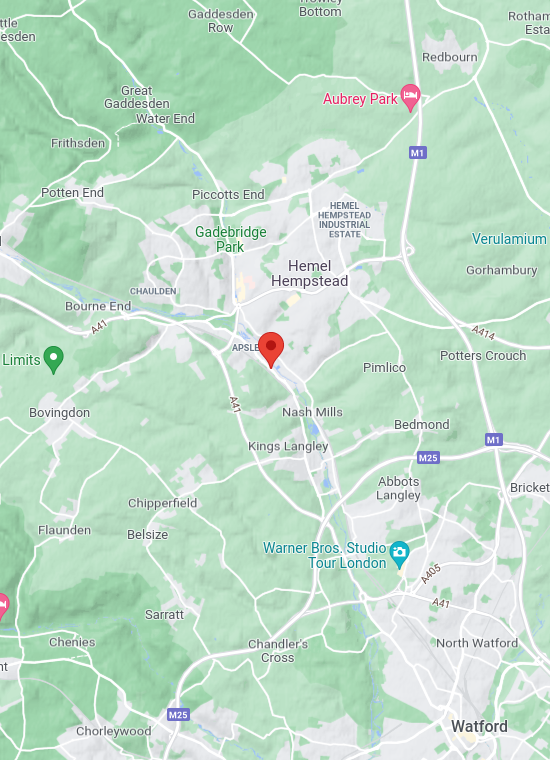 Gaddesden
Row
Bottom
Rotham
Esta
ttle
esden
Redbourn
Great
Gaddesden
Aubrey Park
Water End
Frithsden
M1
Potten End
Piccotts End
HEMEL
HEMPSTEAD
INDUSTRIAL
ESTATE
Gadebridge
Park
Verulamium
Hemel
Hempstead
Gorhambury
CHAULDEN
Bourne End
A41
A414
APSLE
Limits
Potters Crouch
Pimlico
A41
Bovingdon
Nash Mills
Bedmond
Kings Langley
M1
M25
Abbots
Langley
Bricket
Chipperfield
Flaunden
Belsize
Warner Bros. Studio
Tour London
A405
A41
Sarratt
Chenies
Chandler's
Cross
North Watford
nt
M25
Chorleywood
Watford